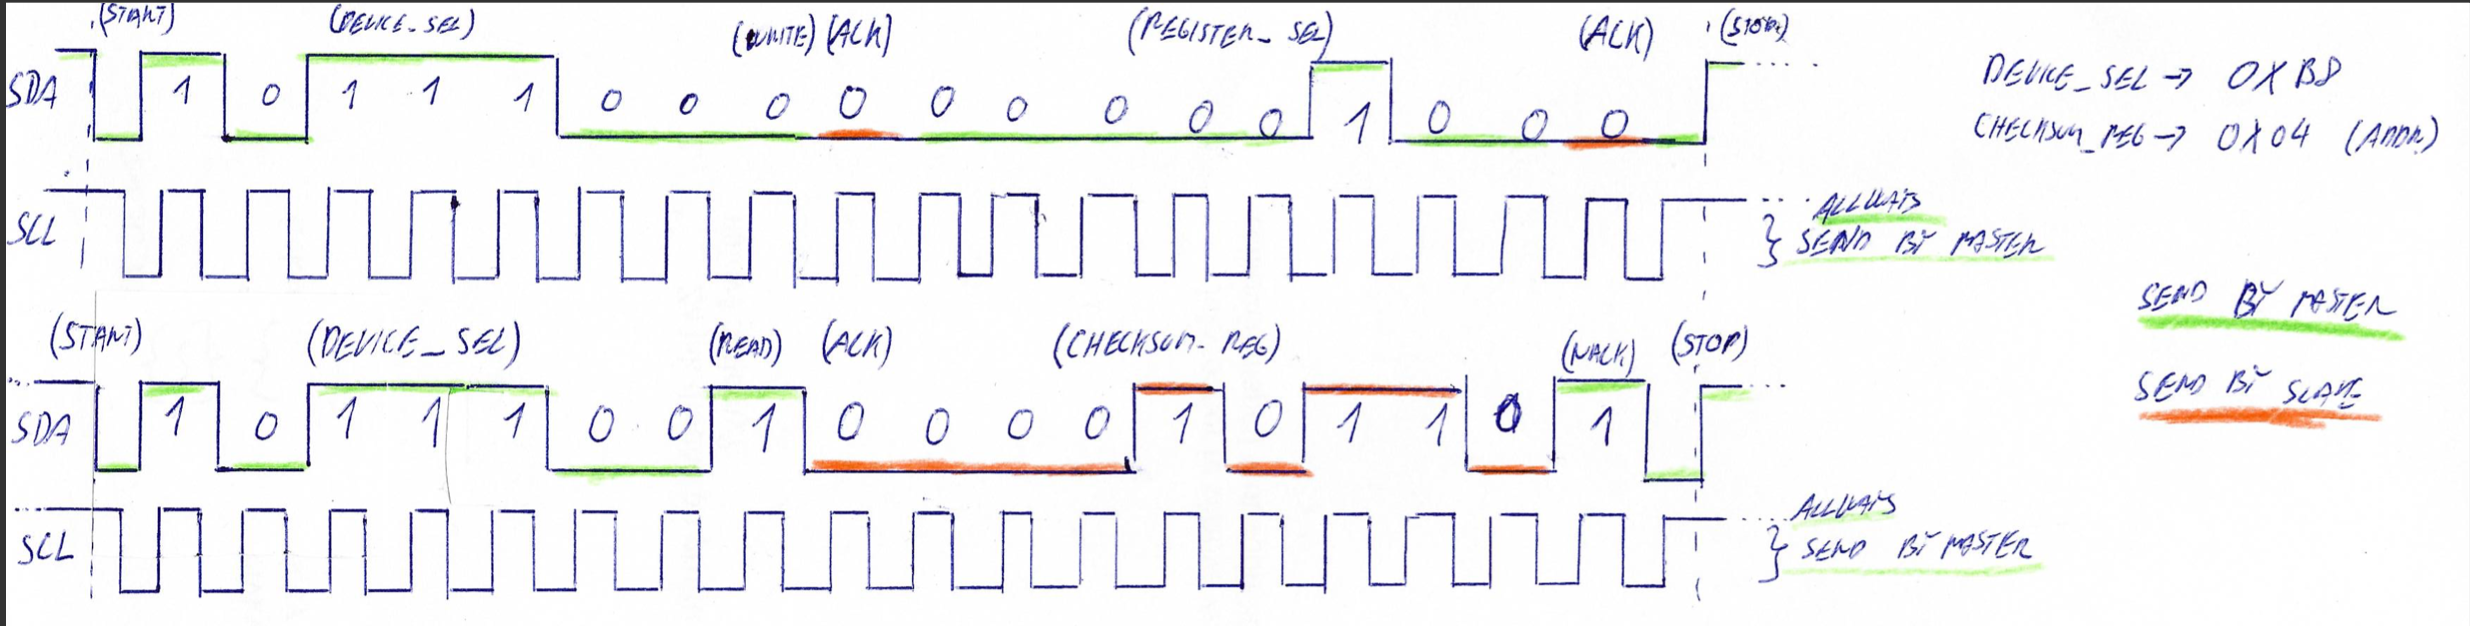 (START) (DEVICE_SEL) (WRITE) (ACK) (REGISTER_SEL) (ACK) (STOP)
SDA 1 0 1 1 1 0 0 0 0 0 0 0 0 0 1 0 0 0
DEVICE_SEL → 0XB8
CHECKSUM_REG → 0X04 (ADDR)
SCL
ALLWAYS
} SEND BY MASTER
SEND BY MASTER
SEND BY SLAVE
(START) (DEVICE_SEL) (READ) (ACK) (CHECKSUM_REG) (NACK) (STOP)
SDA 1 0 1 1 1 0 0 1 0 0 0 0 1 0 1 1 0 1
SCL
ALLWAYS
} SEND BY MASTER